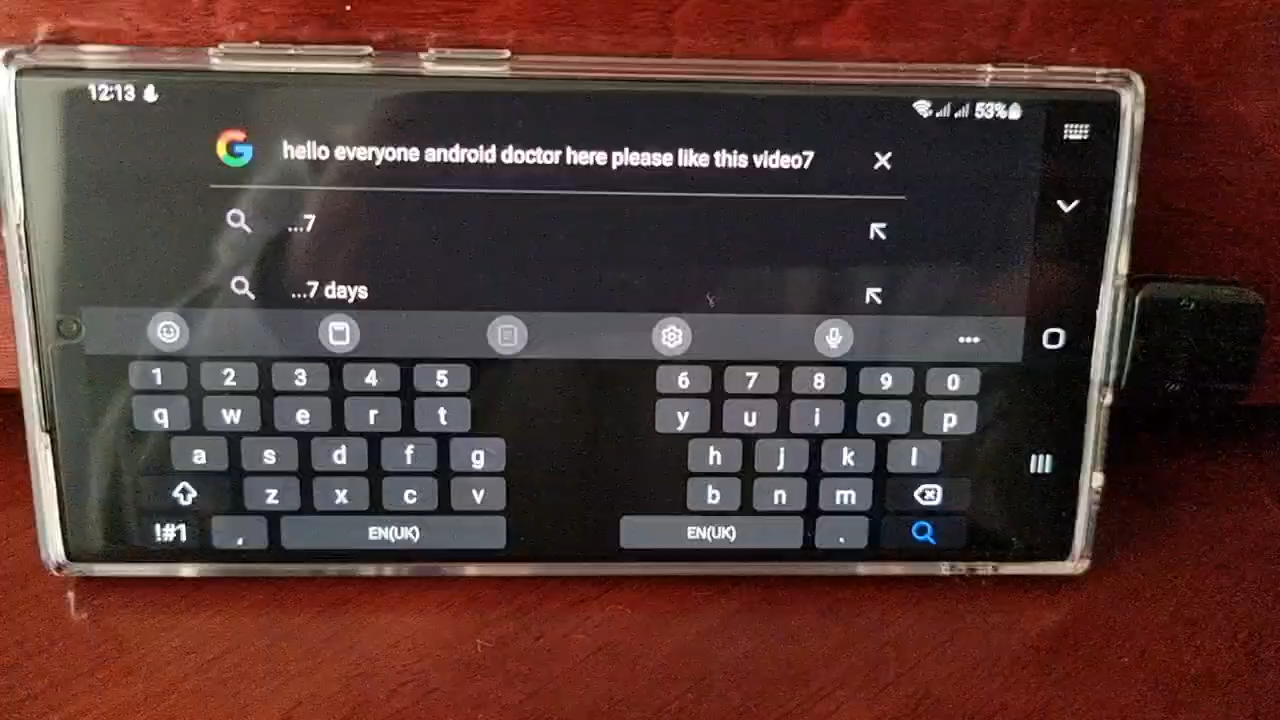 12:13
53%
hello everyone android doctor here please like this video7
...7
...7 days
1 2 3 4 5 6 7 8 9 0
q w e r t y u i o p
a s d f g h j k l
z x c v b n m
!#1 , EN(UK) EN(UK) .